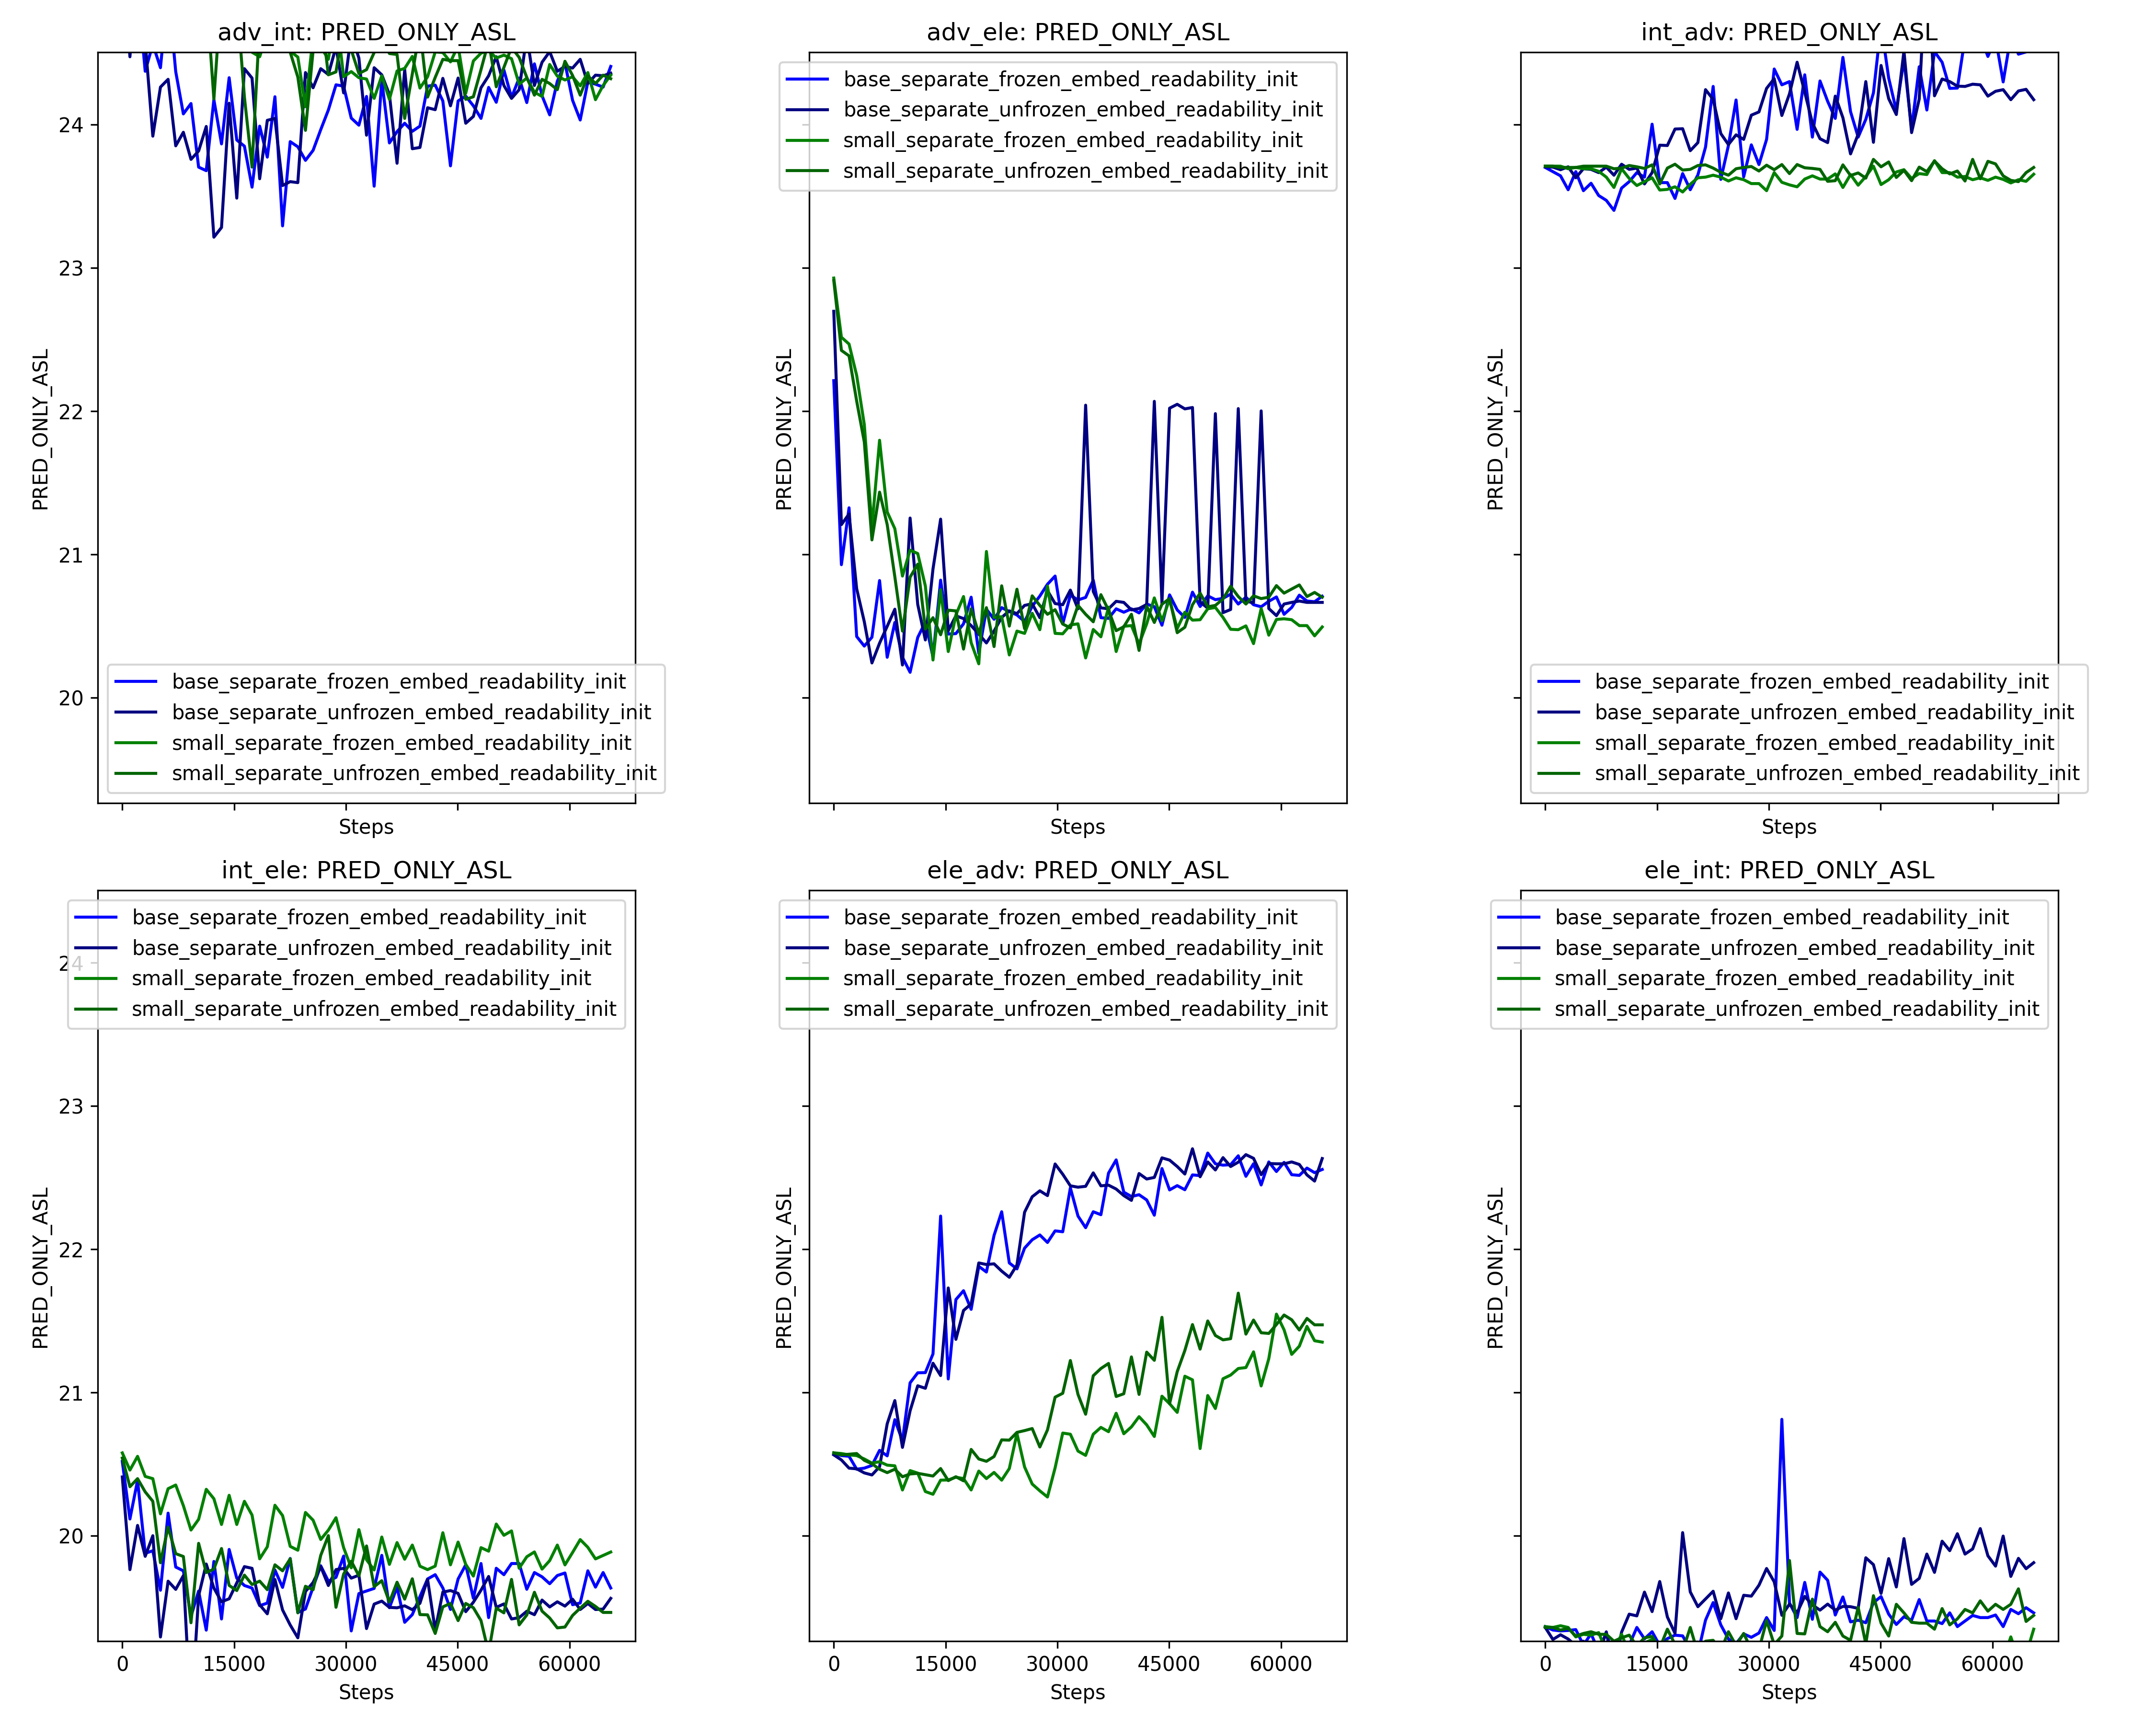 adv_int: PRED_ONLY_ASL
24
23
22
21
20
PRED_ONLY_ASL
base_separate_frozen_embed_readability_init
base_separate_unfrozen_embed_readability_init
small_separate_frozen_embed_readability_init
small_separate_unfrozen_embed_readability_init
Steps
adv_ele: PRED_ONLY_ASL
PRED_ONLY_ASL
base_separate_frozen_embed_readability_init
base_separate_unfrozen_embed_readability_init
small_separate_frozen_embed_readability_init
small_separate_unfrozen_embed_readability_init
Steps
int_adv: PRED_ONLY_ASL
PRED_ONLY_ASL
base_separate_frozen_embed_readability_init
base_separate_unfrozen_embed_readability_init
small_separate_frozen_embed_readability_init
small_separate_unfrozen_embed_readability_init
Steps
int_ele: PRED_ONLY_ASL
base_separate_frozen_embed_readability_init
base_separate_unfrozen_embed_readability_init
small_separate_frozen_embed_readability_init
small_separate_unfrozen_embed_readability_init
24
23
22
21
20
PRED_ONLY_ASL
0 15000 30000 45000 60000
Steps
ele_adv: PRED_ONLY_ASL
base_separate_frozen_embed_readability_init
base_separate_unfrozen_embed_readability_init
small_separate_frozen_embed_readability_init
small_separate_unfrozen_embed_readability_init
PRED_ONLY_ASL
0 15000 30000 45000 60000
Steps
ele_int: PRED_ONLY_ASL
base_separate_frozen_embed_readability_init
base_separate_unfrozen_embed_readability_init
small_separate_frozen_embed_readability_init
small_separate_unfrozen_embed_readability_init
PRED_ONLY_ASL
0 15000 30000 45000 60000
Steps